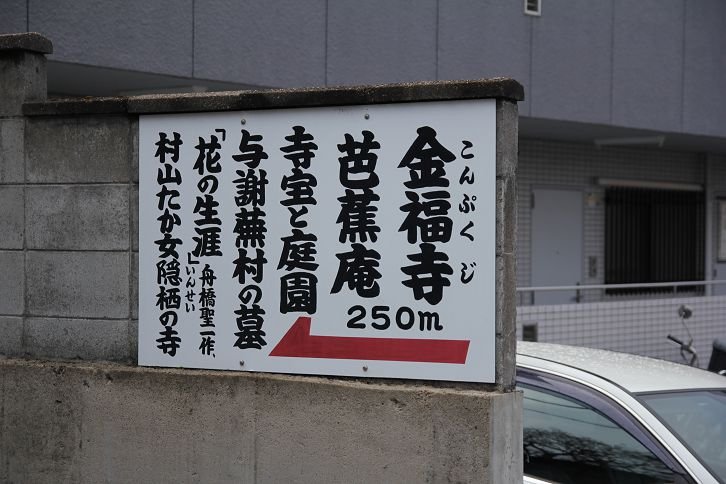 金福寺
こんぷくじ
芭蕉庵
250m
寺宝と庭園
与謝蕪村の墓
「花の生涯」舟橋聖一作、
村山たか女隠栖の寺
いんせい